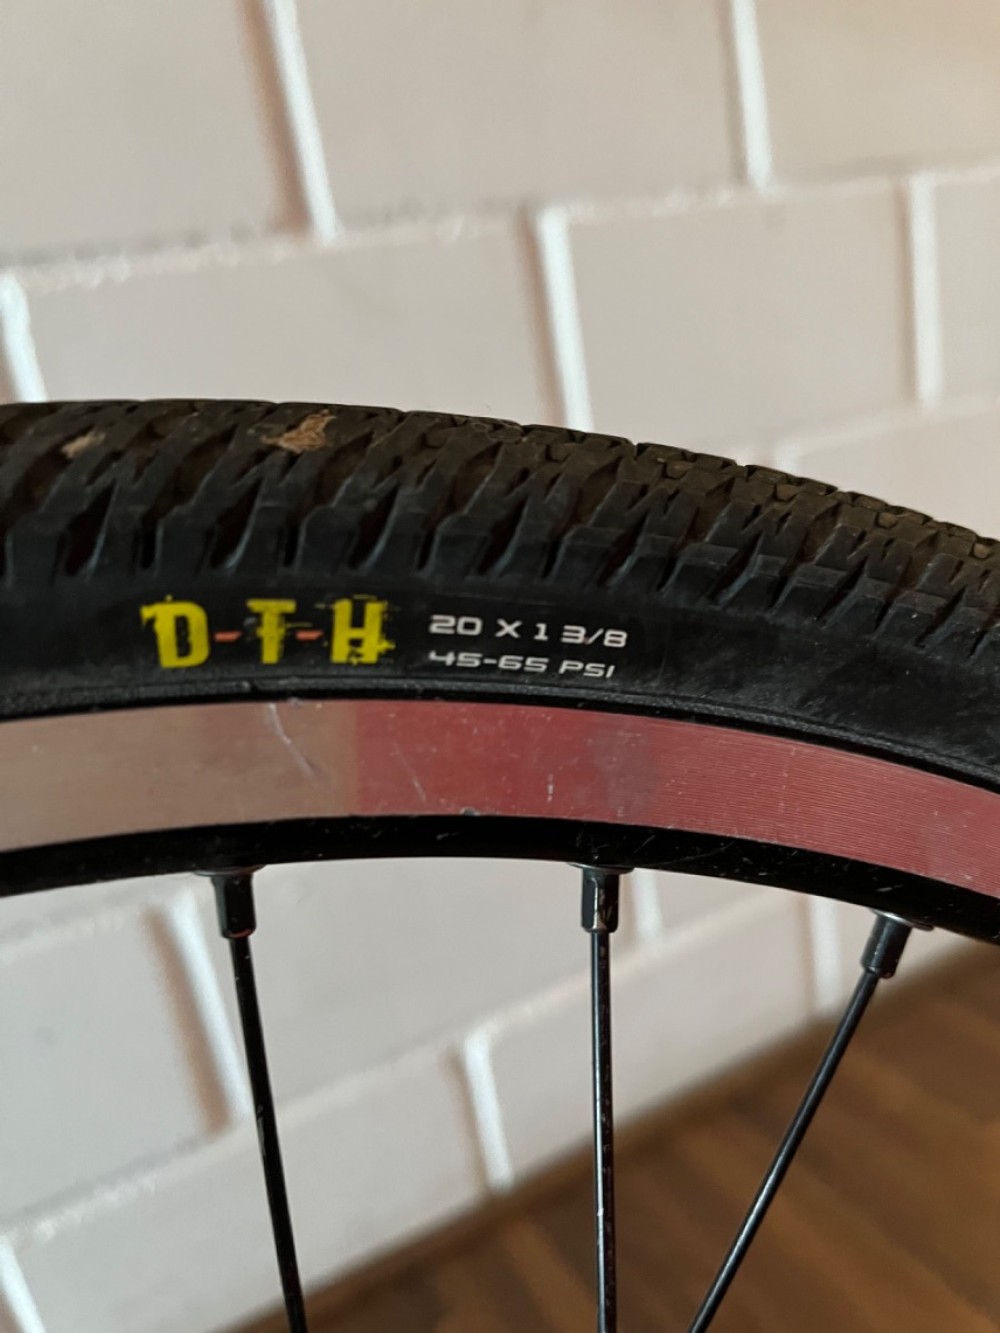 D-T-H
20 X 1 3/8
45-65 PSI